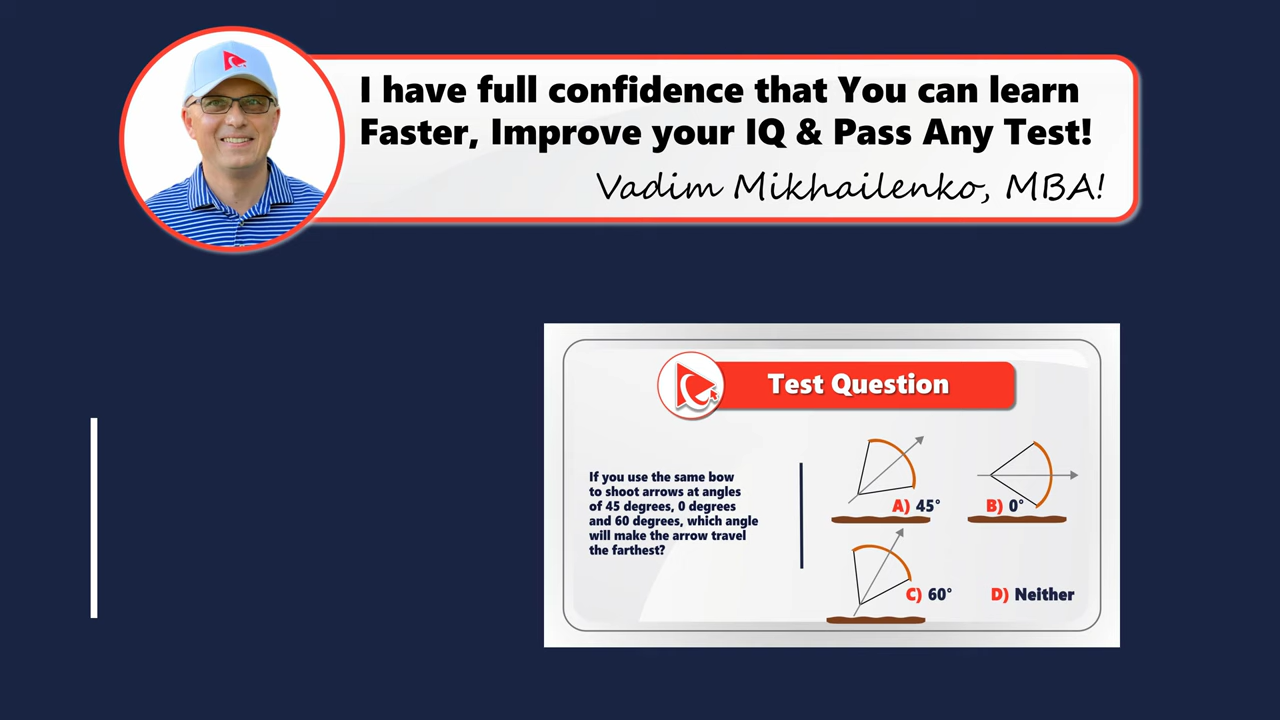 I have full confidence that You can learn
Faster, Improve your IQ & Pass Any Test!
Vadim Mikhailenko, MBA!
Test Question
If you use the same bow
to shoot arrows at angles
of 45 degrees, 0 degrees
and 60 degrees, which angle
will make the arrow travel
the farthest?
A) 45°
B) 0°
C) 60°
D) Neither